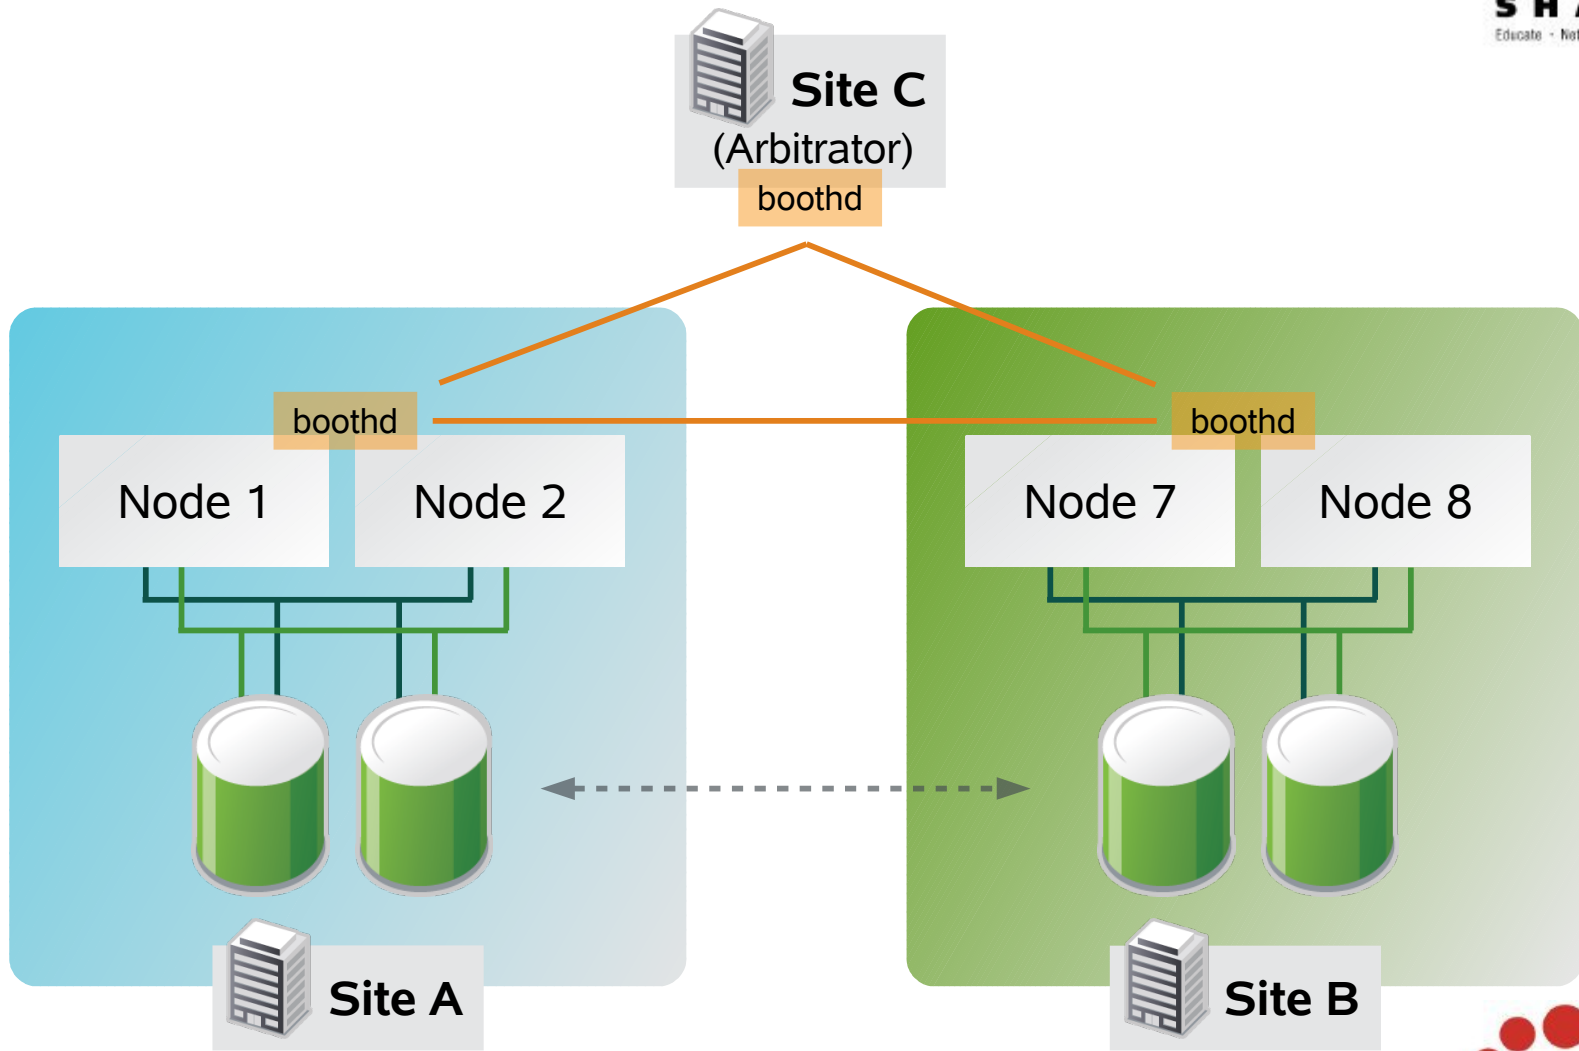 Educate
Site C
(Arbitrator)
boothd
boothd
boothd
Node 1
Node 2
Node 7
Node 8
Site A
Site B